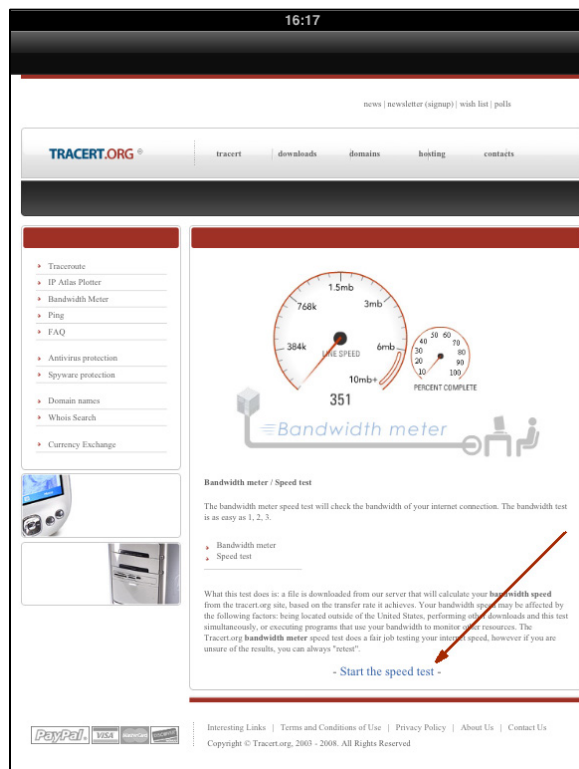 16:17
news | newsletter (signup) | wish list | polls
TRACERT.ORG ®
tracert downloads domains hosting contacts
Traceroute
IP Atlas Plotter
Bandwidth Meter
Ping
FAQ
Antivirus protection
Spyware protection
Domain names
Whois Search
Currency Exchange
1.5mb
768k 3mb
384k LINE SPEED 6mb
10mb+
351
50 60
40 70
30 80
20 90
10 100
PERCENT COMPLETE
Bandwidth meter
Bandwidth meter / Speed test
The bandwidth meter speed test will check the bandwidth of your internet connection. The bandwidth test
is as easy as 1, 2, 3.
Bandwidth meter
Speed test
What this test does is: a file is downloaded from our server that will calculate your bandwidth speed
from the tracert.org site, based on the transfer rate it achieves. Your bandwidth speed may be affected by
the following factors: being located outside of the United States, performing other downloads and this test
simultaneously, or executing programs that use your bandwidth to monitor other resources. The
Tracert.org bandwidth meter speed test does a fair job testing your internet speed, however if you are
unsure of the results, you can always "retest".
- Start the speed test -
PayPal VISA MasterCard
Interesting Links | Terms and Conditions of Use | Privacy Policy | About Us | Contact Us
Copyright © Tracert.org, 2003 - 2008. All Rights Reserved